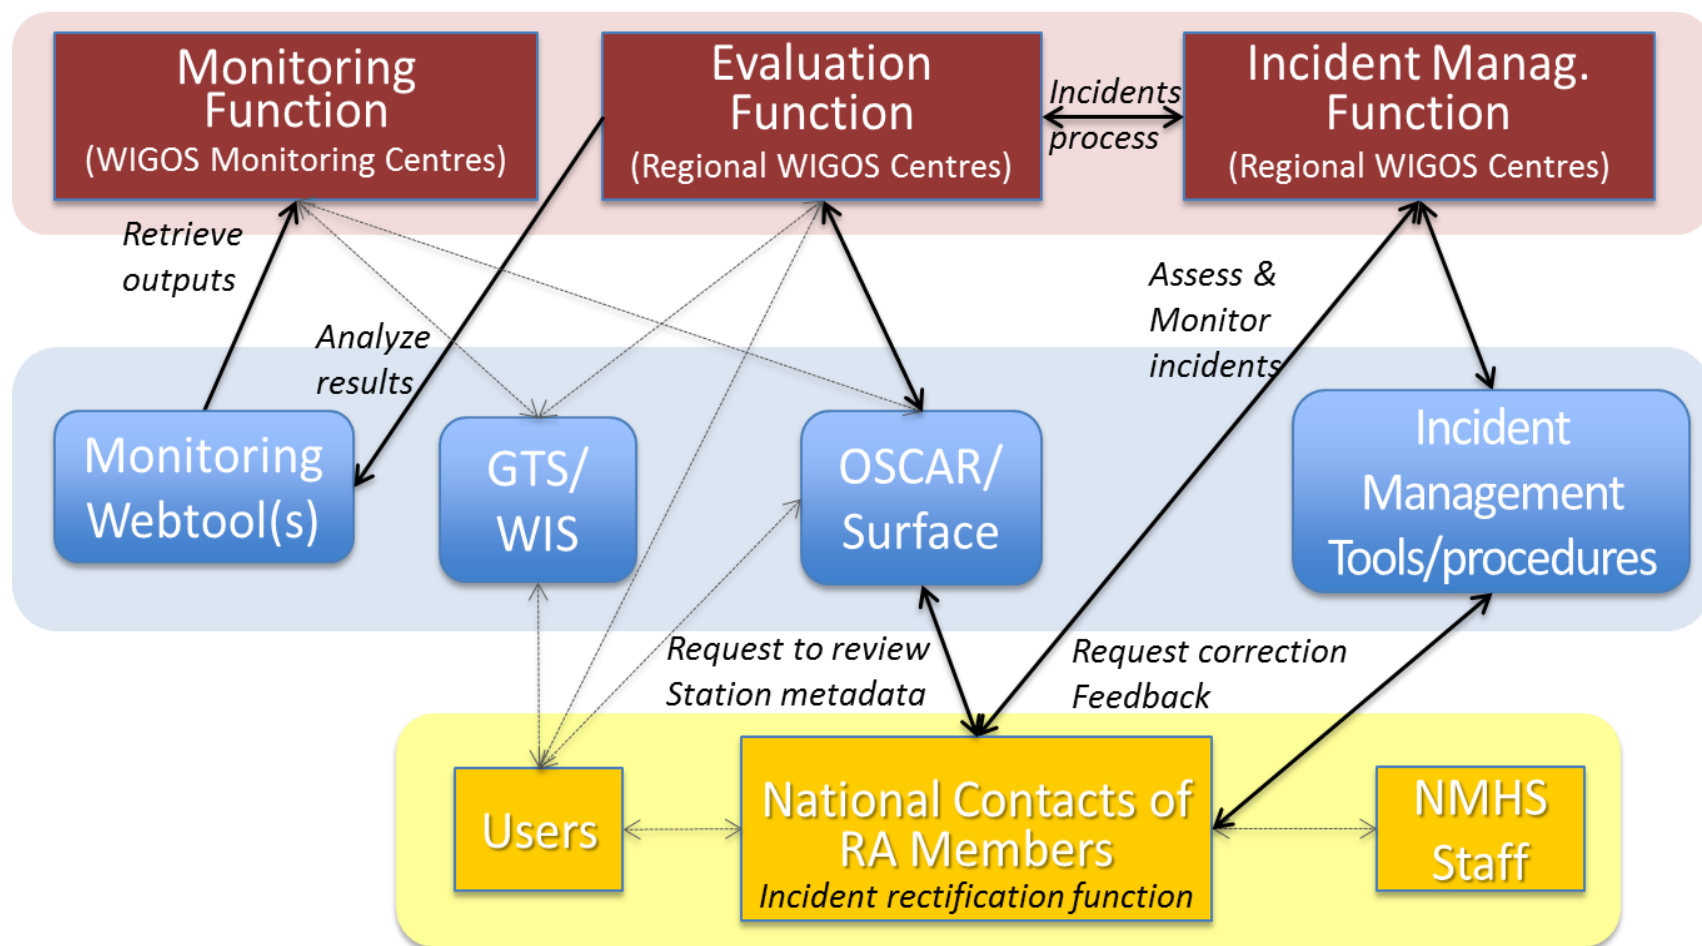 Monitoring
Function
(WIGOS Monitoring Centres)
Evaluation
Function
(Regional WIGOS Centres)
Incidents
process
Incident Manag.
Function
(Regional WIGOS Centres)
Retrieve
outputs
Analyze
results
Assess &
Monitor
incidents
Monitoring
Webtool(s)
GTS/
WIS
OSCAR/
Surface
Incident
Management
Tools/procedures
Request to review
Station metadata
Request correction
Feedback
Users
National Contacts of
RA Members
Incident rectification function
NMHS
Staff